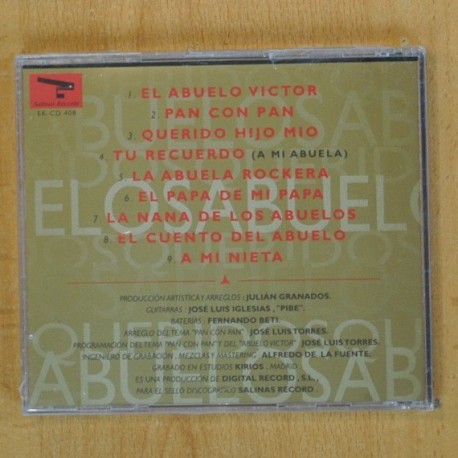 Salinas Record
SR-CD 408
1. EL ABUELO VICTOR
2. PAN CON PAN
3. QUERIDO HIJO MIO
4. TU RECUERDO (A MI ABUELA)
5. LA ABUELA ROCKERA
6. EL PAPA DE MI PAPA
7. LA NANA DE LOS ABUELOS
8. EL CUENTO DEL ABUELO
9. A MI NIETA
PRODUCCIÓN ARTISTICA Y ARREGLOS : JULIÁN GRANADOS.
GUITARRAS : JOSÉ LUIS IGLESIAS , "PIBE".
BATERÍAS : FERNANDO BETI.
ARREGLO DEL TEMA "PAN CON PAN" : JOSÉ LUIS TORRES.
PROGRAMACIÓN DEL TEMA "PAN CON PAN" Y DEL "ABUELO VICTOR" : JOSÉ LUIS TORRES.
INGENIERO DE GRABACION , MEZCLAS Y MASTERING : ALFREDO DE LA FUENTE.
GRABADO EN ESTUDIOS KIRIOS , MADRID
ES UNA PRODUCCIÓN DE DIGITAL RECORD , S.L. ,
PARA EL SELLO DISCOGRÁFICO SALINAS RECORD .